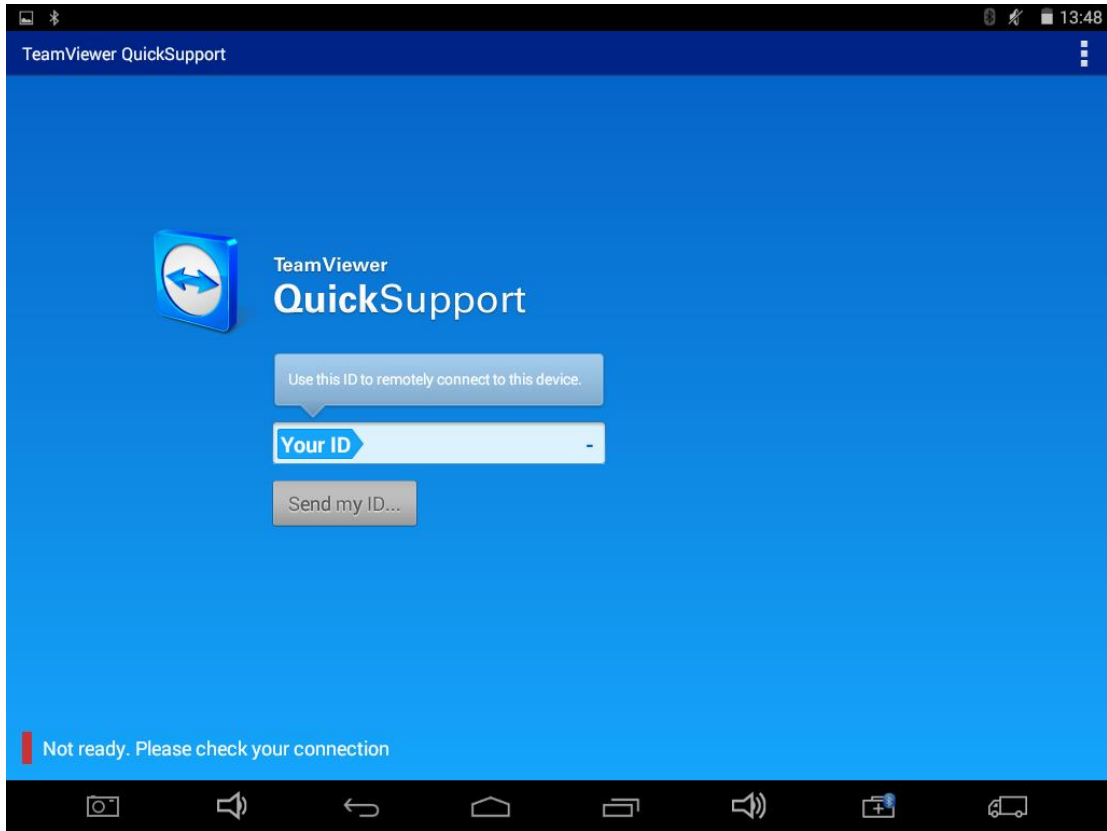 13:48
TeamViewer QuickSupport
TeamViewer
QuickSupport
Use this ID to remotely connect to this device.
Your ID -
Send my ID...
Not ready. Please check your connection